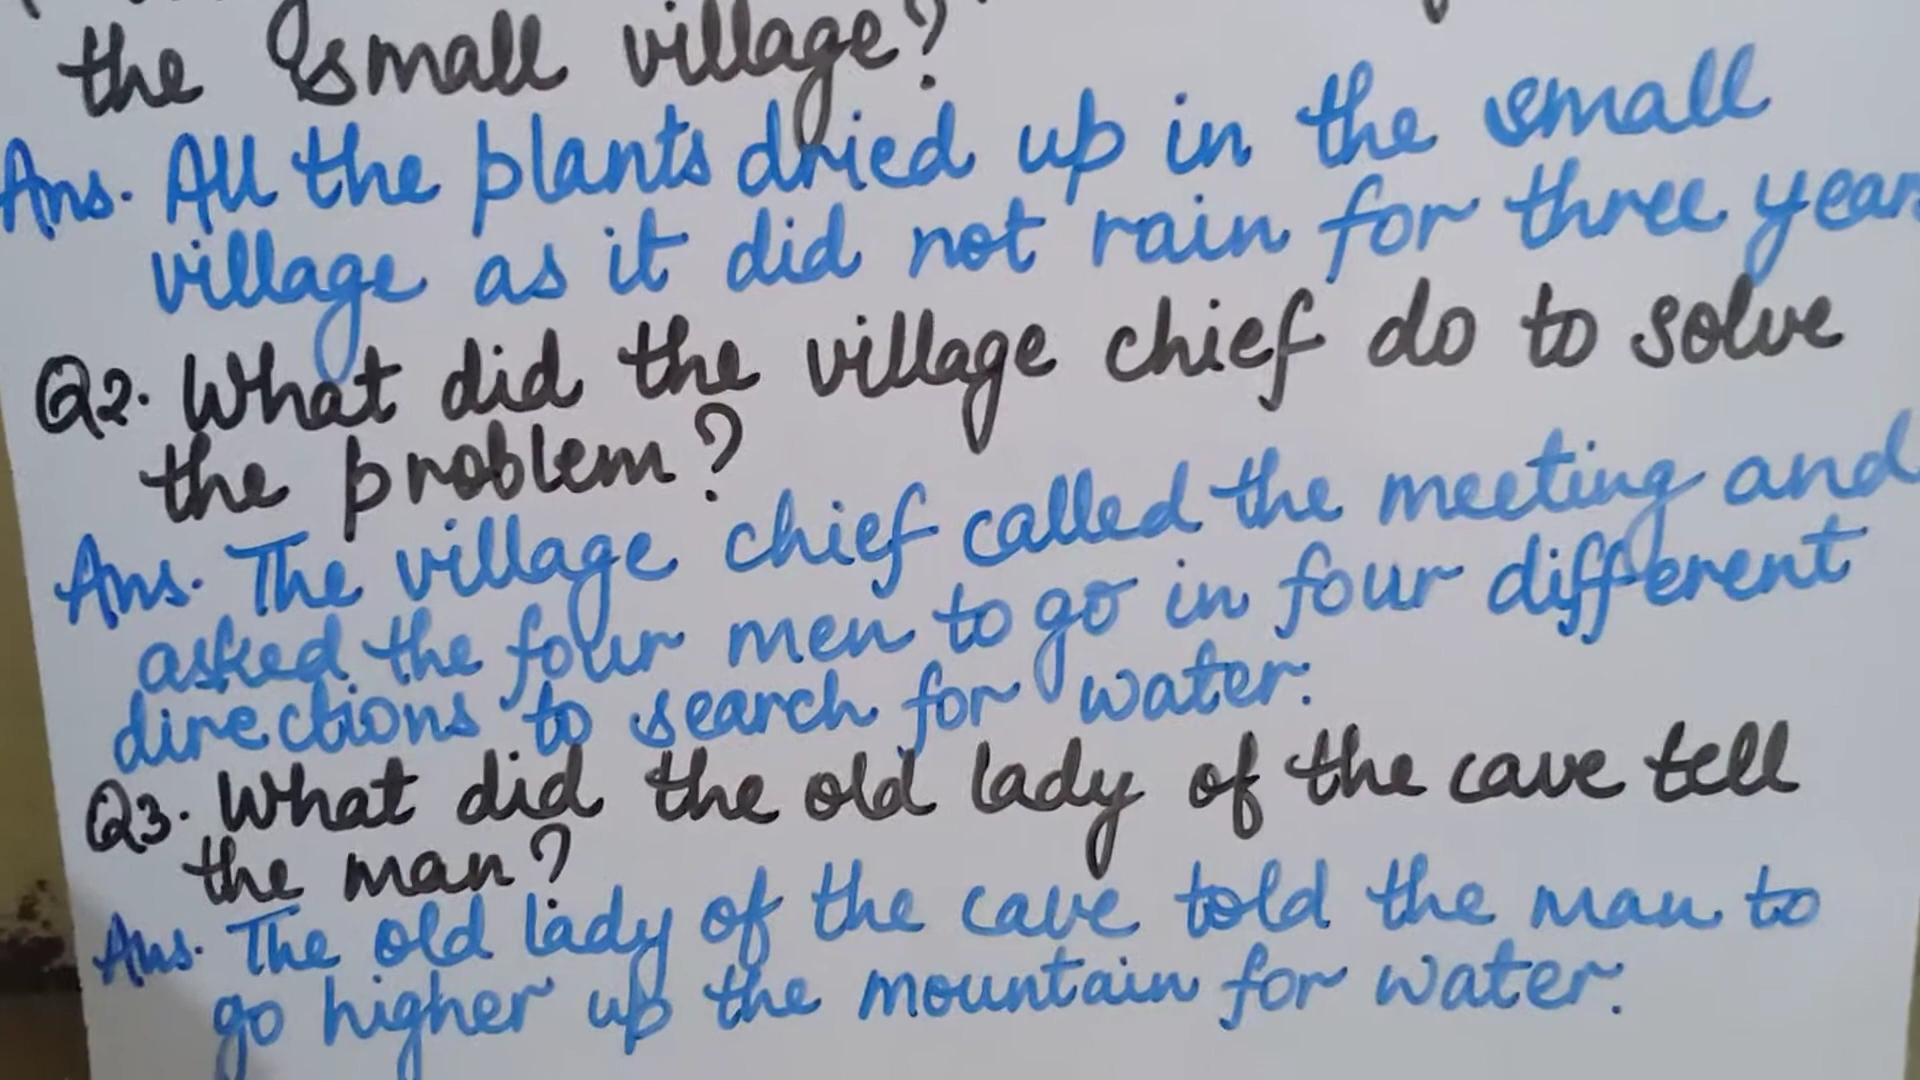 the small village?
Ans. All the plants dried up in the small
village as it did not rain for three year
Q2. What did the village chief do to solve
the problem?
Ans. The village chief called the meeting and
asked the four men to go in four different
directions to search for water.
Q3. What did the old lady of the cave tell
the man?
Ans. The old lady of the cave told the man to
go higher up the mountain for water.